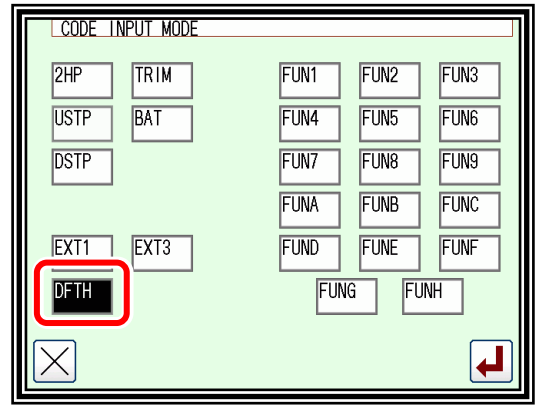 CODE INPUT MODE
2HP TRIM FUN1 FUN2 FUN3
USTP BAT FUN4 FUN5 FUN6
DSTP FUN7 FUN8 FUN9
FUNA FUNB FUNC
EXT1 EXT3 FUND FUNE FUNF
DFTH FUNG FUNH